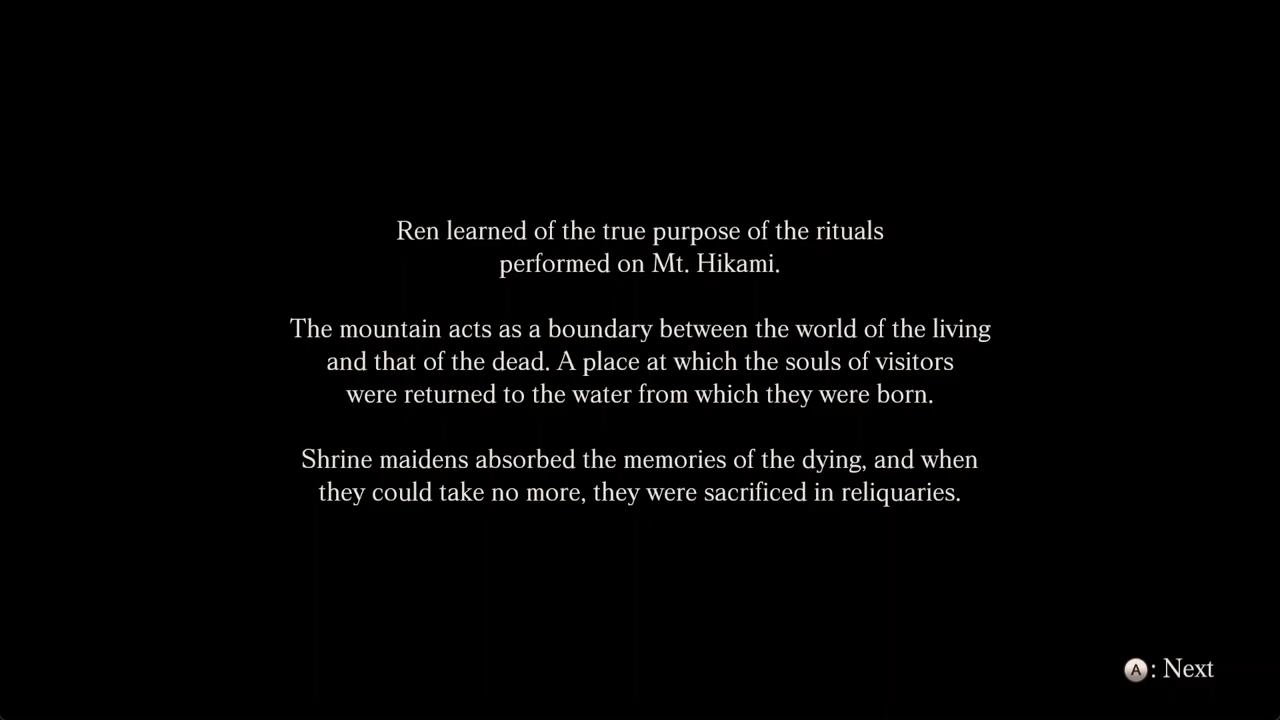 Ren learned of the true purpose of the rituals
performed on Mt. Hikami.
The mountain acts as a boundary between the world of the living
and that of the dead. A place at which the souls of visitors
were returned to the water from which they were born.
Shrine maidens absorbed the memories of the dying, and when
they could take no more, they were sacrificed in reliquaries.
A: Next